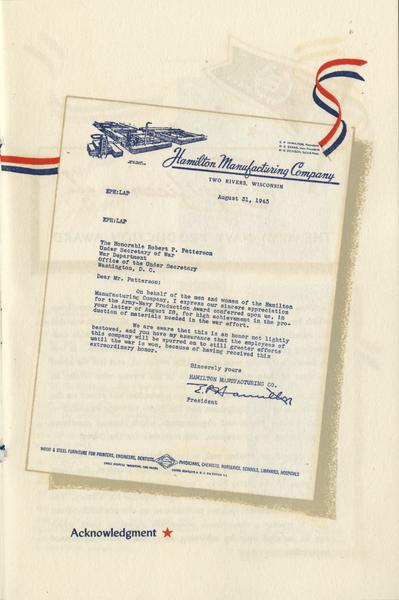 Hamilton Manufacturing Company
TWO RIVERS, WISCONSIN
August 31, 1943
EPH:LAP
EPH:LAP
The Honorable Robert P. Patterson
Under Secretary of War
War Department
Office of the Under Secretary
Washington, D. C.
Dear Mr. Patterson:
On behalf of the men and women of the Hamilton
Manufacturing Company, I express our sincere appreciation
for the Army-Navy Production Award conferred upon us, in
your letter of August 28, for high achievement in the pro-
duction of materials needed in the war effort.
We are aware that this is an honor not lightly
bestowed, and you have my assurance that the employees of
this company will be spurred on to still greater efforts
until the war is won, because of having received this
extraordinary honor.
Sincerely yours
HAMILTON MANUFACTURING CO.
E.P. Hamilton
President
WOOD & STEEL FURNITURE FOR PRINTERS, ENGINEERS, DENTISTS, PHYSICIANS, CHEMISTS, NURSERIES, SCHOOLS, LIBRARIES, HOSPITALS
Acknowledgment ★